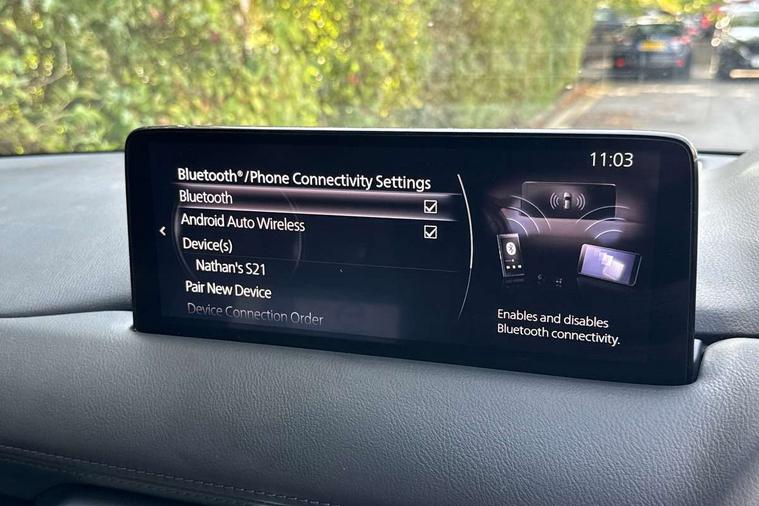 11:03
Bluetooth®/Phone Connectivity Settings
Bluetooth
Android Auto Wireless
Device(s)
Nathan's S21
Pair New Device
Device Connection Order
Enables and disables
Bluetooth connectivity.